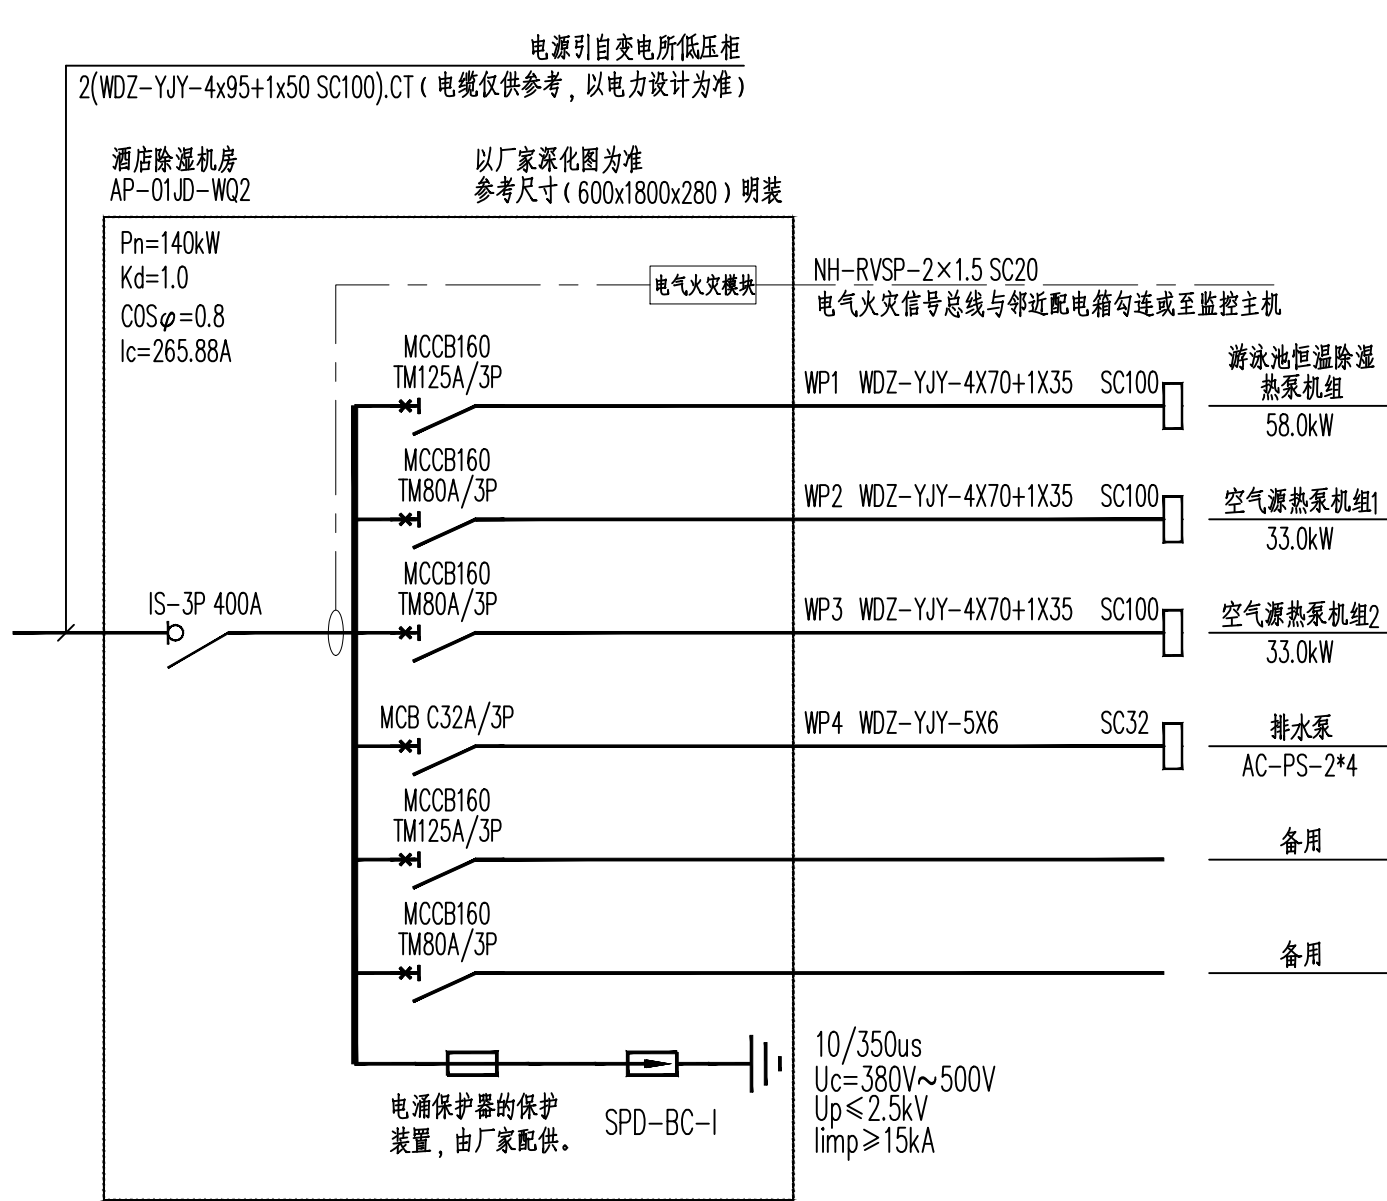 电源引自变电所低压柜
2(WDZ-YJY-4x95+1x50 SC100).CT(电缆仅供参考,以电力设计为准)
酒店除湿机房
AP-01JD-WQ2
以厂家深化图为准
参考尺寸(600x1800x280)明装
Pn=140kW
Kd=1.0
COSφ=0.8
Ic=265.88A
电气火灾模块
NH-RVSP-2×1.5 SC20
电气火灾信号总线与邻近配电箱勾连或至监控主机
MCCB160
TM125A/3P
WP1 WDZ-YJY-4X70+1X35 SC100
游泳池恒温除湿
热泵机组
58.0kW
MCCB160
TM80A/3P
WP2 WDZ-YJY-4X70+1X35 SC100
空气源热泵机组1
33.0kW
MCCB160
TM80A/3P
WP3 WDZ-YJY-4X70+1X35 SC100
空气源热泵机组2
33.0kW
IS-3P 400A
MCB C32A/3P
WP4 WDZ-YJY-5X6 SC32
排水泵
AC-PS-2*4
MCCB160
TM125A/3P
备用
MCCB160
TM80A/3P
备用
电涌保护器的保护
装置,由厂家配供。
SPD-BC-I
10/350us
Uc=380V~500V
Up≤2.5kV
Iimp≥15kA